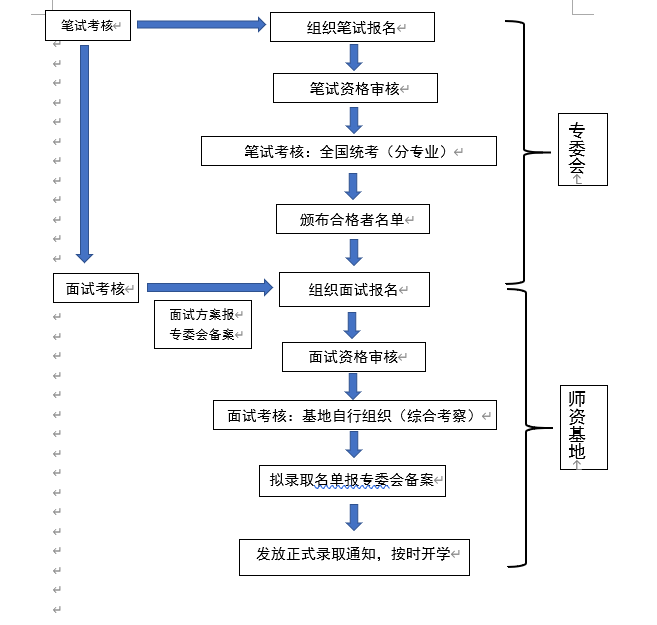 笔试考核
组织笔试报名
笔试资格审核
笔试考核：全国统考（分专业）
颁布合格者名单
专委会
面试考核
面试方案报
专委会备案
组织面试报名
面试资格审核
面试考核：基地自行组织（综合考察）
拟录取名单报专委会备案
发放正式录取通知，按时开学
师资基地